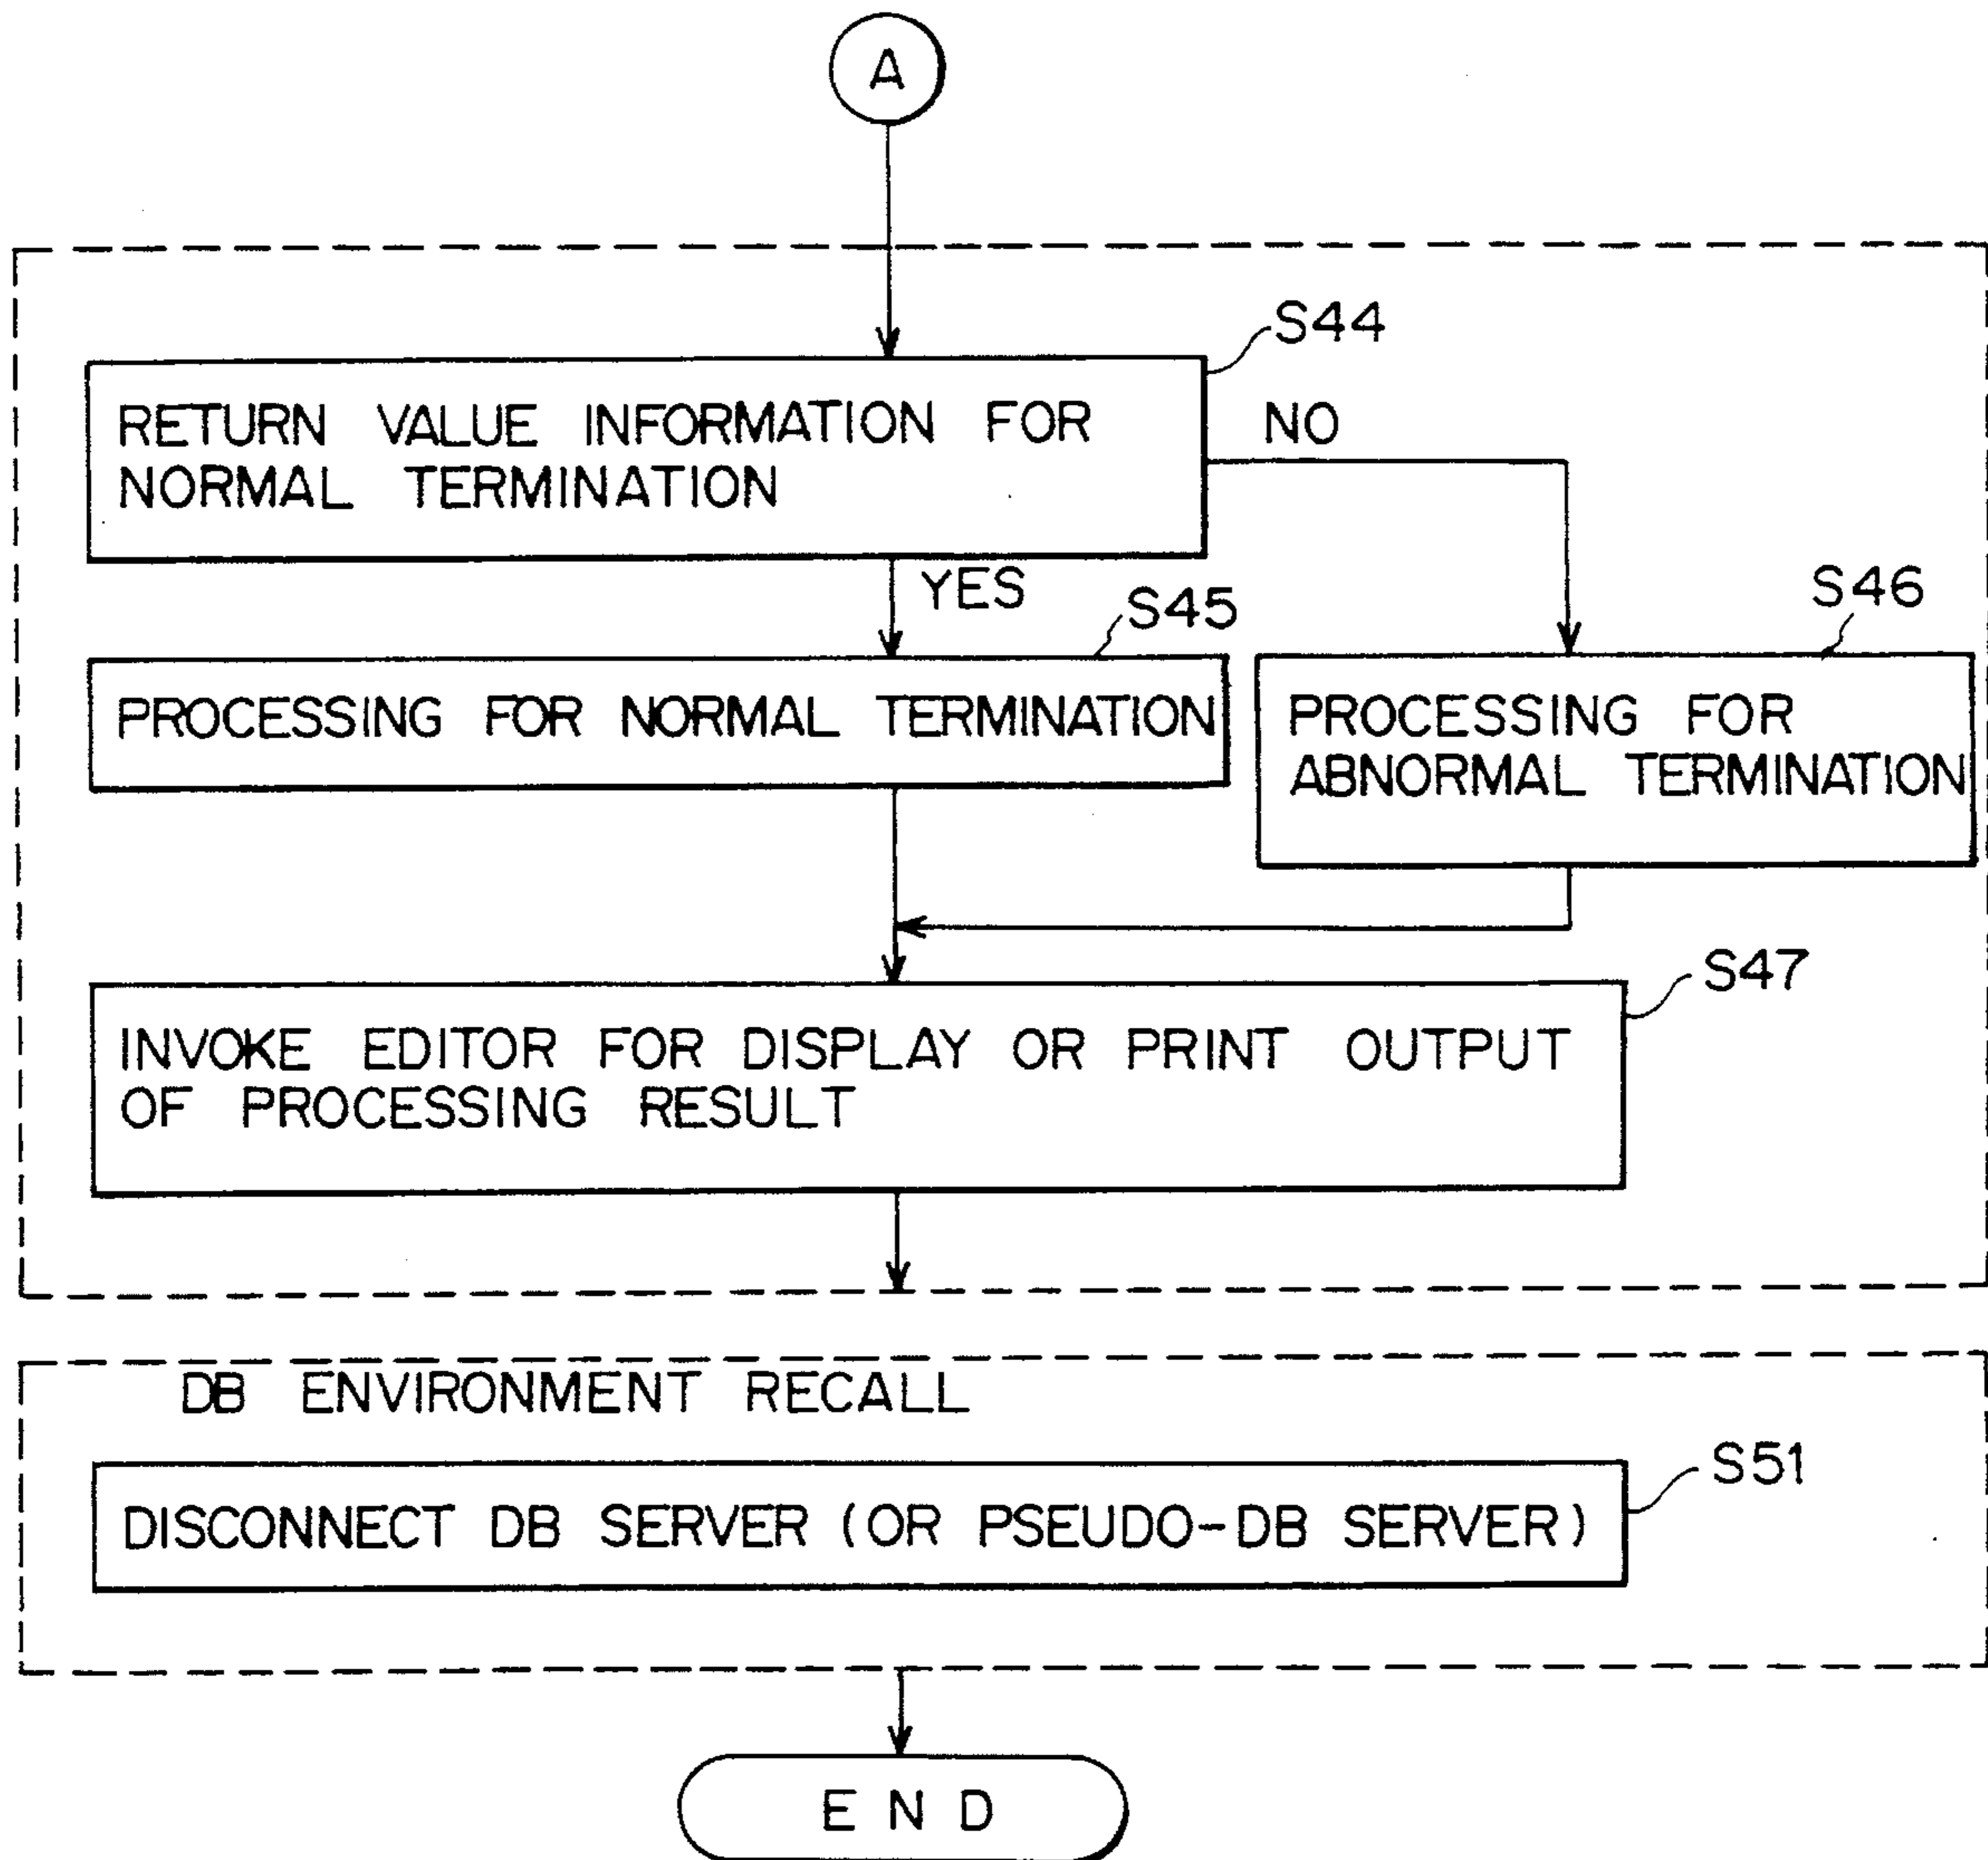 A
S44
RETURN VALUE INFORMATION FOR
NORMAL TERMINATION
NO
YES
S45
S46
PROCESSING FOR NORMAL TERMINATION
PROCESSING FOR
ABNORMAL TERMINATION
S47
INVOKE EDITOR FOR DISPLAY OR PRINT OUTPUT
OF PROCESSING RESULT
DB ENVIRONMENT RECALL
S51
DISCONNECT DB SERVER (OR PSEUDO-DB SERVER)
END